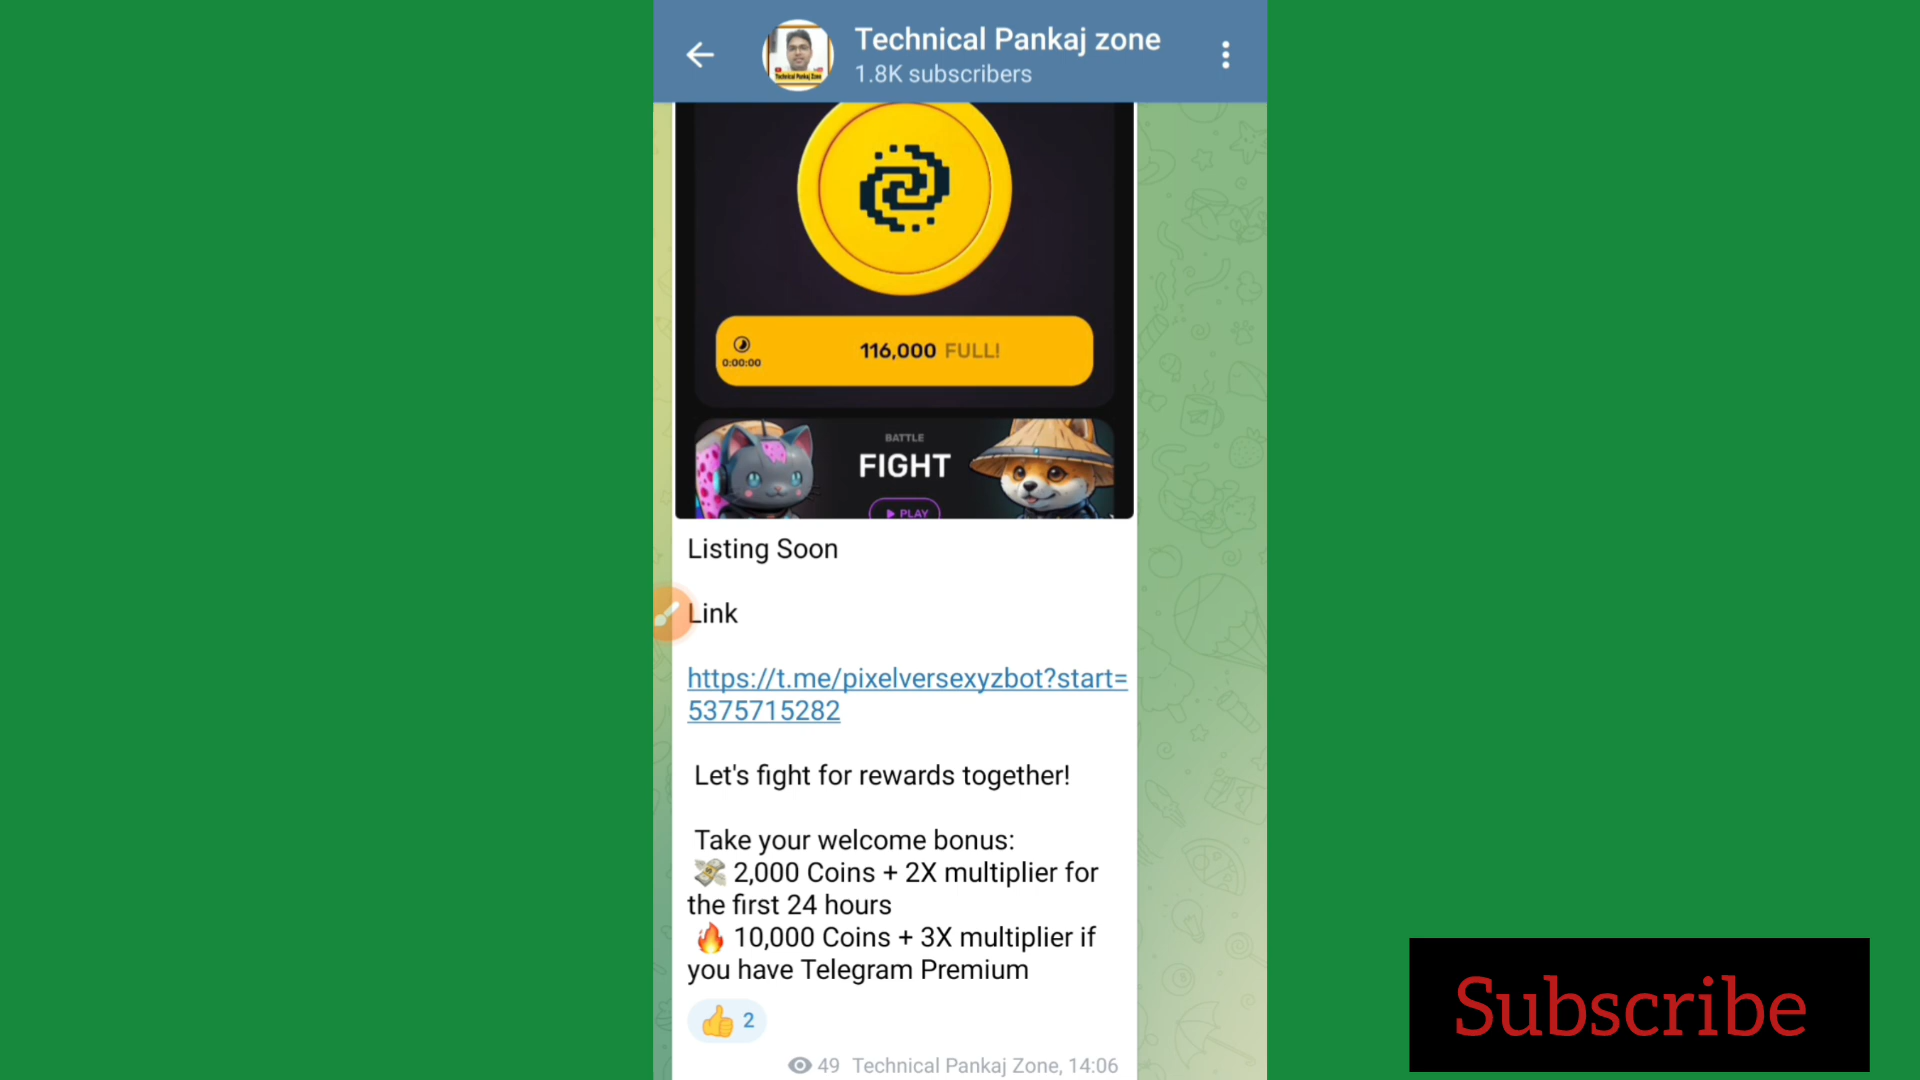 Technical Pankaj zone
1.8K subscribers
Technical Pankaj Zone
0:00:00
116,000 FULL!
BATTLE
FIGHT
PLAY
Listing Soon
Link
https://t.me/pixelversexyzbot?start=
5375715282
Let's fight for rewards together!
Take your welcome bonus:
💸 2,000 Coins + 2X multiplier for
the first 24 hours
🔥 10,000 Coins + 3X multiplier if
you have Telegram Premium
👍 2
49 Technical Pankaj Zone, 14:06
Subscribe